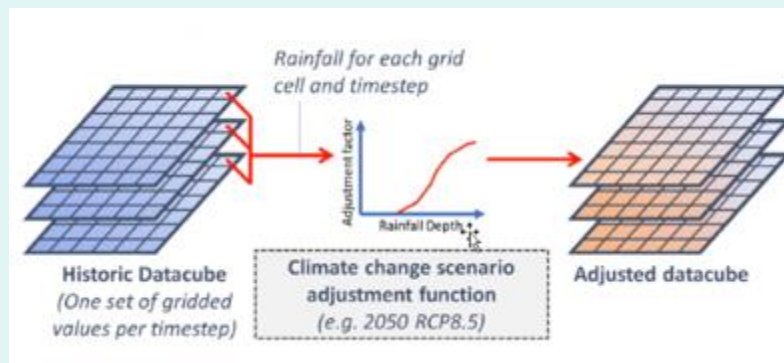 Rainfall for each grid
cell and timestep
Adjustment factor
Rainfall Depth
Historic Datacube
(One set of gridded
values per timestep)
Climate change scenario
adjustment function
(e.g. 2050 RCP8.5)
Adjusted datacube